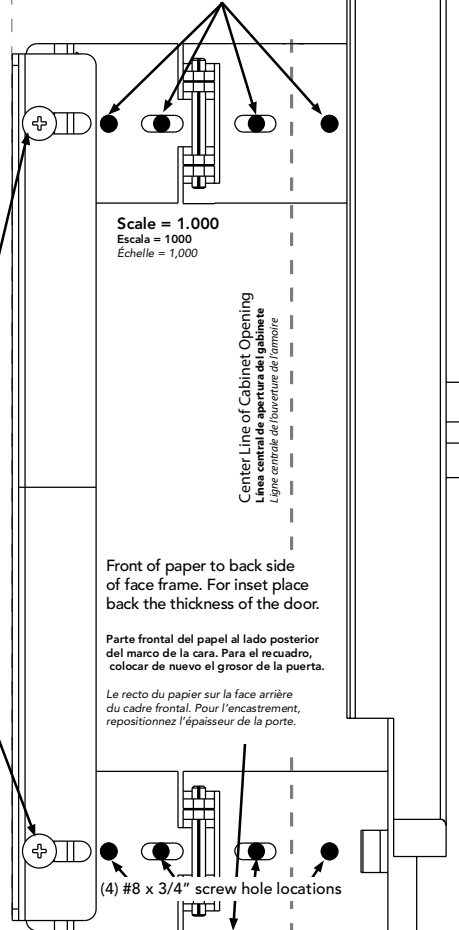 Scale = 1.000
Escala = 1000
Échelle = 1,000
Center Line of Cabinet Opening
Línea central de apertura del gabinete
Ligne centrale de l'ouverture de l'armoire
Front of paper to back side
of face frame. For inset place
back the thickness of the door.
Parte frontal del papel al lado posterior
del marco de la cara. Para el recuadro,
colocar de nuevo el grosor de la puerta.
Le recto du papier sur la face arrière
du cadre frontal. Pour l'encastrement,
repositionnez l'épaisseur de la porte.
(4) #8 x 3/4" screw hole locations